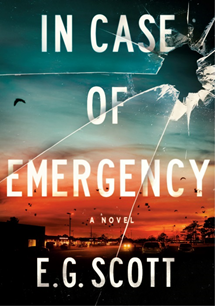 IN CASE
OF
EMERGENCY
A NOVEL
E.G. SCOTT